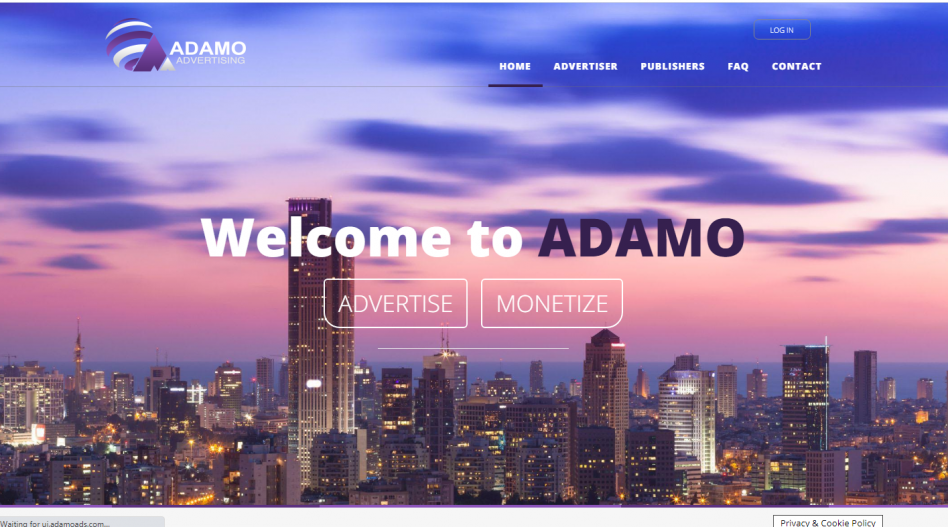 ADAMO
ADVERTISING
LOG IN
HOME ADVERTISER PUBLISHERS FAQ CONTACT
Welcome to ADAMO
ADVERTISE MONETIZE
Waiting for ui.adamoads.com...
Privacy & Cookie Policy